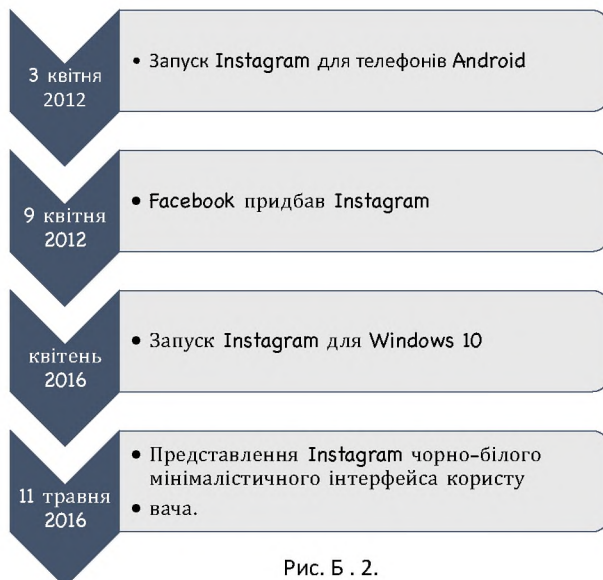 3 квітня
2012
• Запуск Instagram для телефонів Android
9 квітня
2012
• Facebook придбав Instagram
квітень
2016
• Запуск Instagram для Windows 10
11 травня
2016
• Представлення Instagram чорно-білого
мінімалістичного інтерфейса користу
• вача.
Рис. Б . 2.